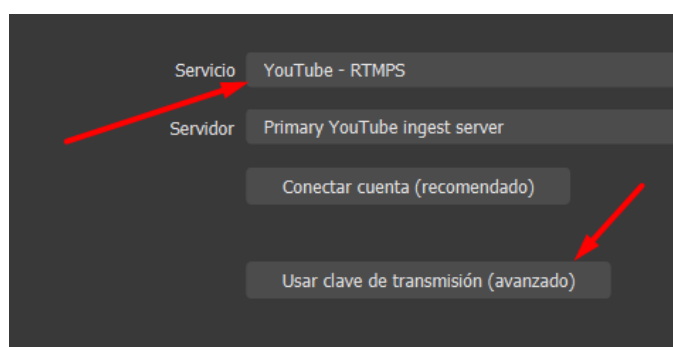 Servicio YouTube - RTMPS
Servidor Primary YouTube ingest server
Conectar cuenta (recomendado)
Usar clave de transmisión (avanzado)